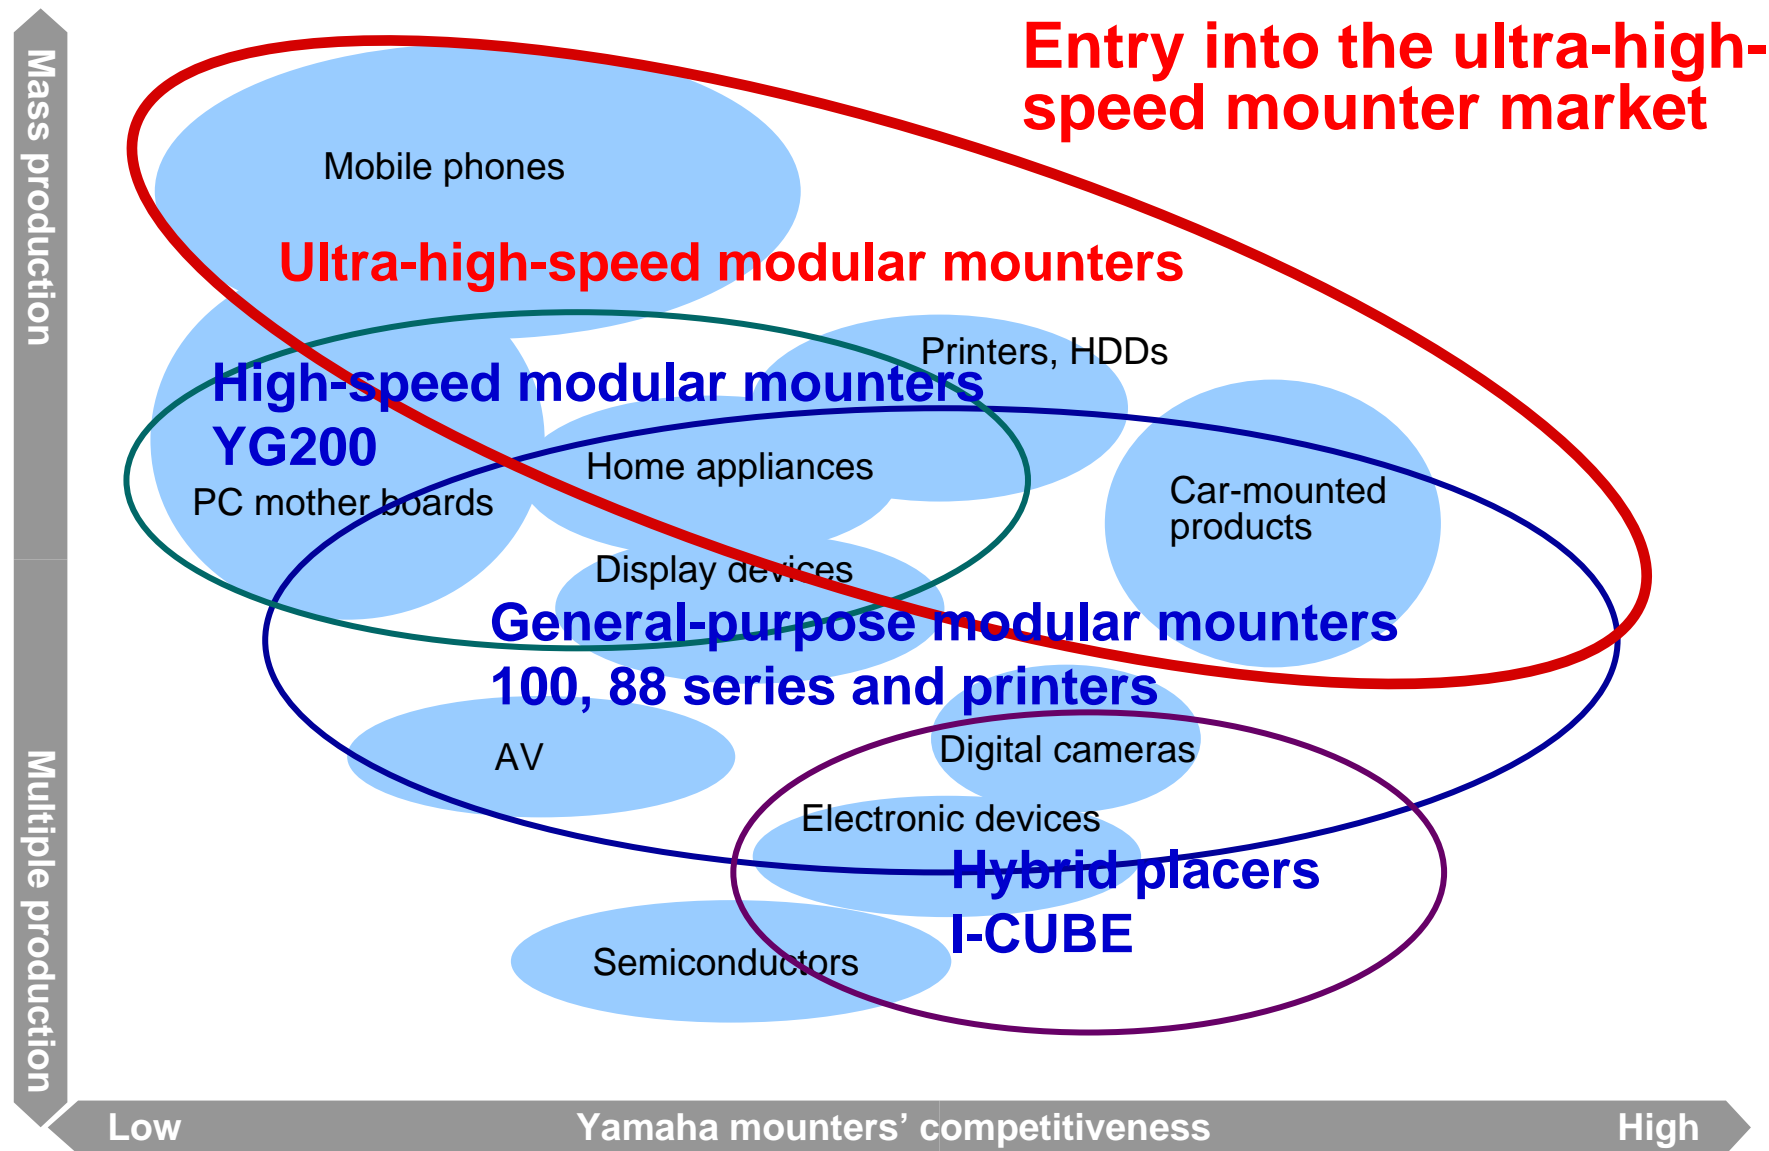 Entry into the ultra-high-
speed mounter market
Mass production
Mobile phones
Ultra-high-speed modular mounters
Printers, HDDs
High-speed modular mounters
YG200
Home appliances
PC mother boards
Car-mounted
products
Display devices
General-purpose modular mounters
100, 88 series and printers
Digital cameras
AV
Electronic devices
Hybrid placers
I-CUBE
Semiconductors
Multiple production
Low
Yamaha mounters’ competitiveness
High